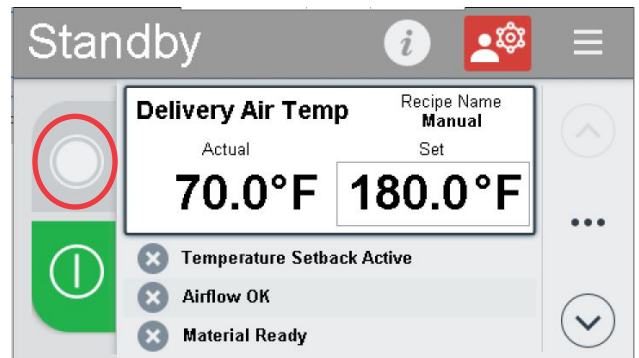 Standby
Delivery Air Temp
Recipe Name
Manual
Actual
Set
70.0°F
180.0°F
Temperature Setback Active
Airflow OK
Material Ready